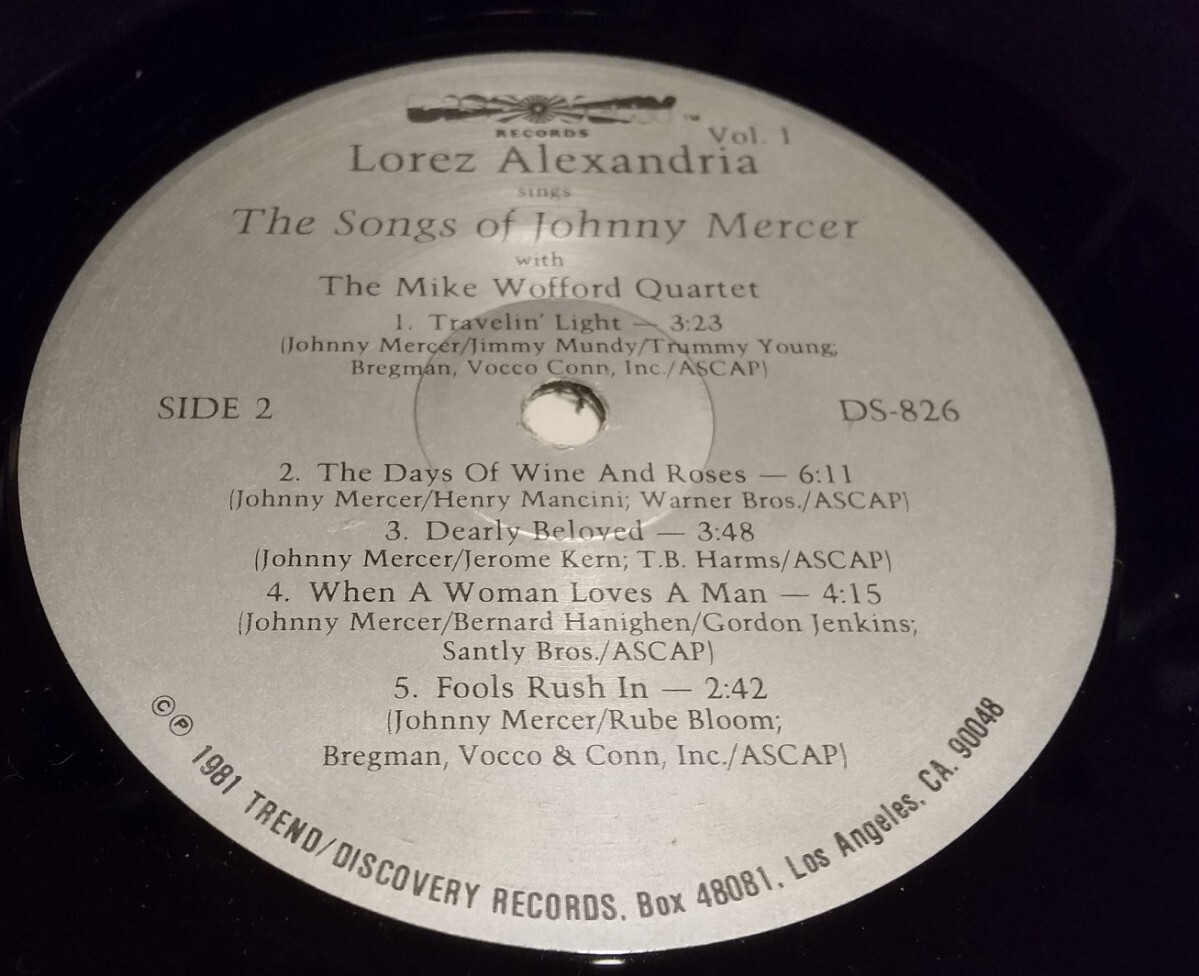 RECORDS
TM
Vol. 1
Lorez Alexandria
sings
The Songs of Johnny Mercer
with
The Mike Wofford Quartet
1. Travelin' Light — 3:23
(Johnny Mercer/Jimmy Mundy/Trummy Young;
Bregman, Vocco Conn, Inc./ASCAP)
SIDE 2
DS-826
2. The Days Of Wine And Roses — 6:11
(Johnny Mercer/Henry Mancini; Warner Bros./ASCAP)
3. Dearly Beloved — 3:48
(Johnny Mercer/Jerome Kern; T.B. Harms/ASCAP)
4. When A Woman Loves A Man — 4:15
(Johnny Mercer/Bernard Hanighen/Gordon Jenkins;
Santly Bros./ASCAP)
5. Fools Rush In — 2:42
(Johnny Mercer/Rube Bloom;
Bregman, Vocco & Conn, Inc./ASCAP)
©℗ 1981 TREND/DISCOVERY RECORDS, Box 48081, Los Angeles, CA. 90048